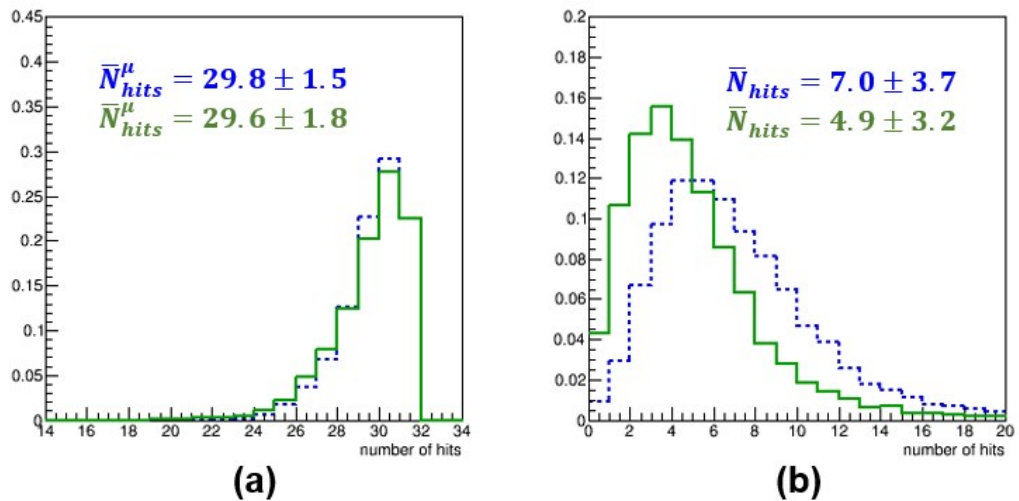 0.45
0.4
0.35
0.3
0.25
0.2
0.15
0.1
0.05
0
14 16 18 20 22 24 26 28 30 32 34
number of hits
N̄^μ_hits = 29.8 ± 1.5
N̄^μ_hits = 29.6 ± 1.8
(a)
0.2
0.18
0.16
0.14
0.12
0.1
0.08
0.06
0.04
0.02
0
0 2 4 6 8 10 12 14 16 18 20
number of hits
N̄_hits = 7.0 ± 3.7
N̄_hits = 4.9 ± 3.2
(b)